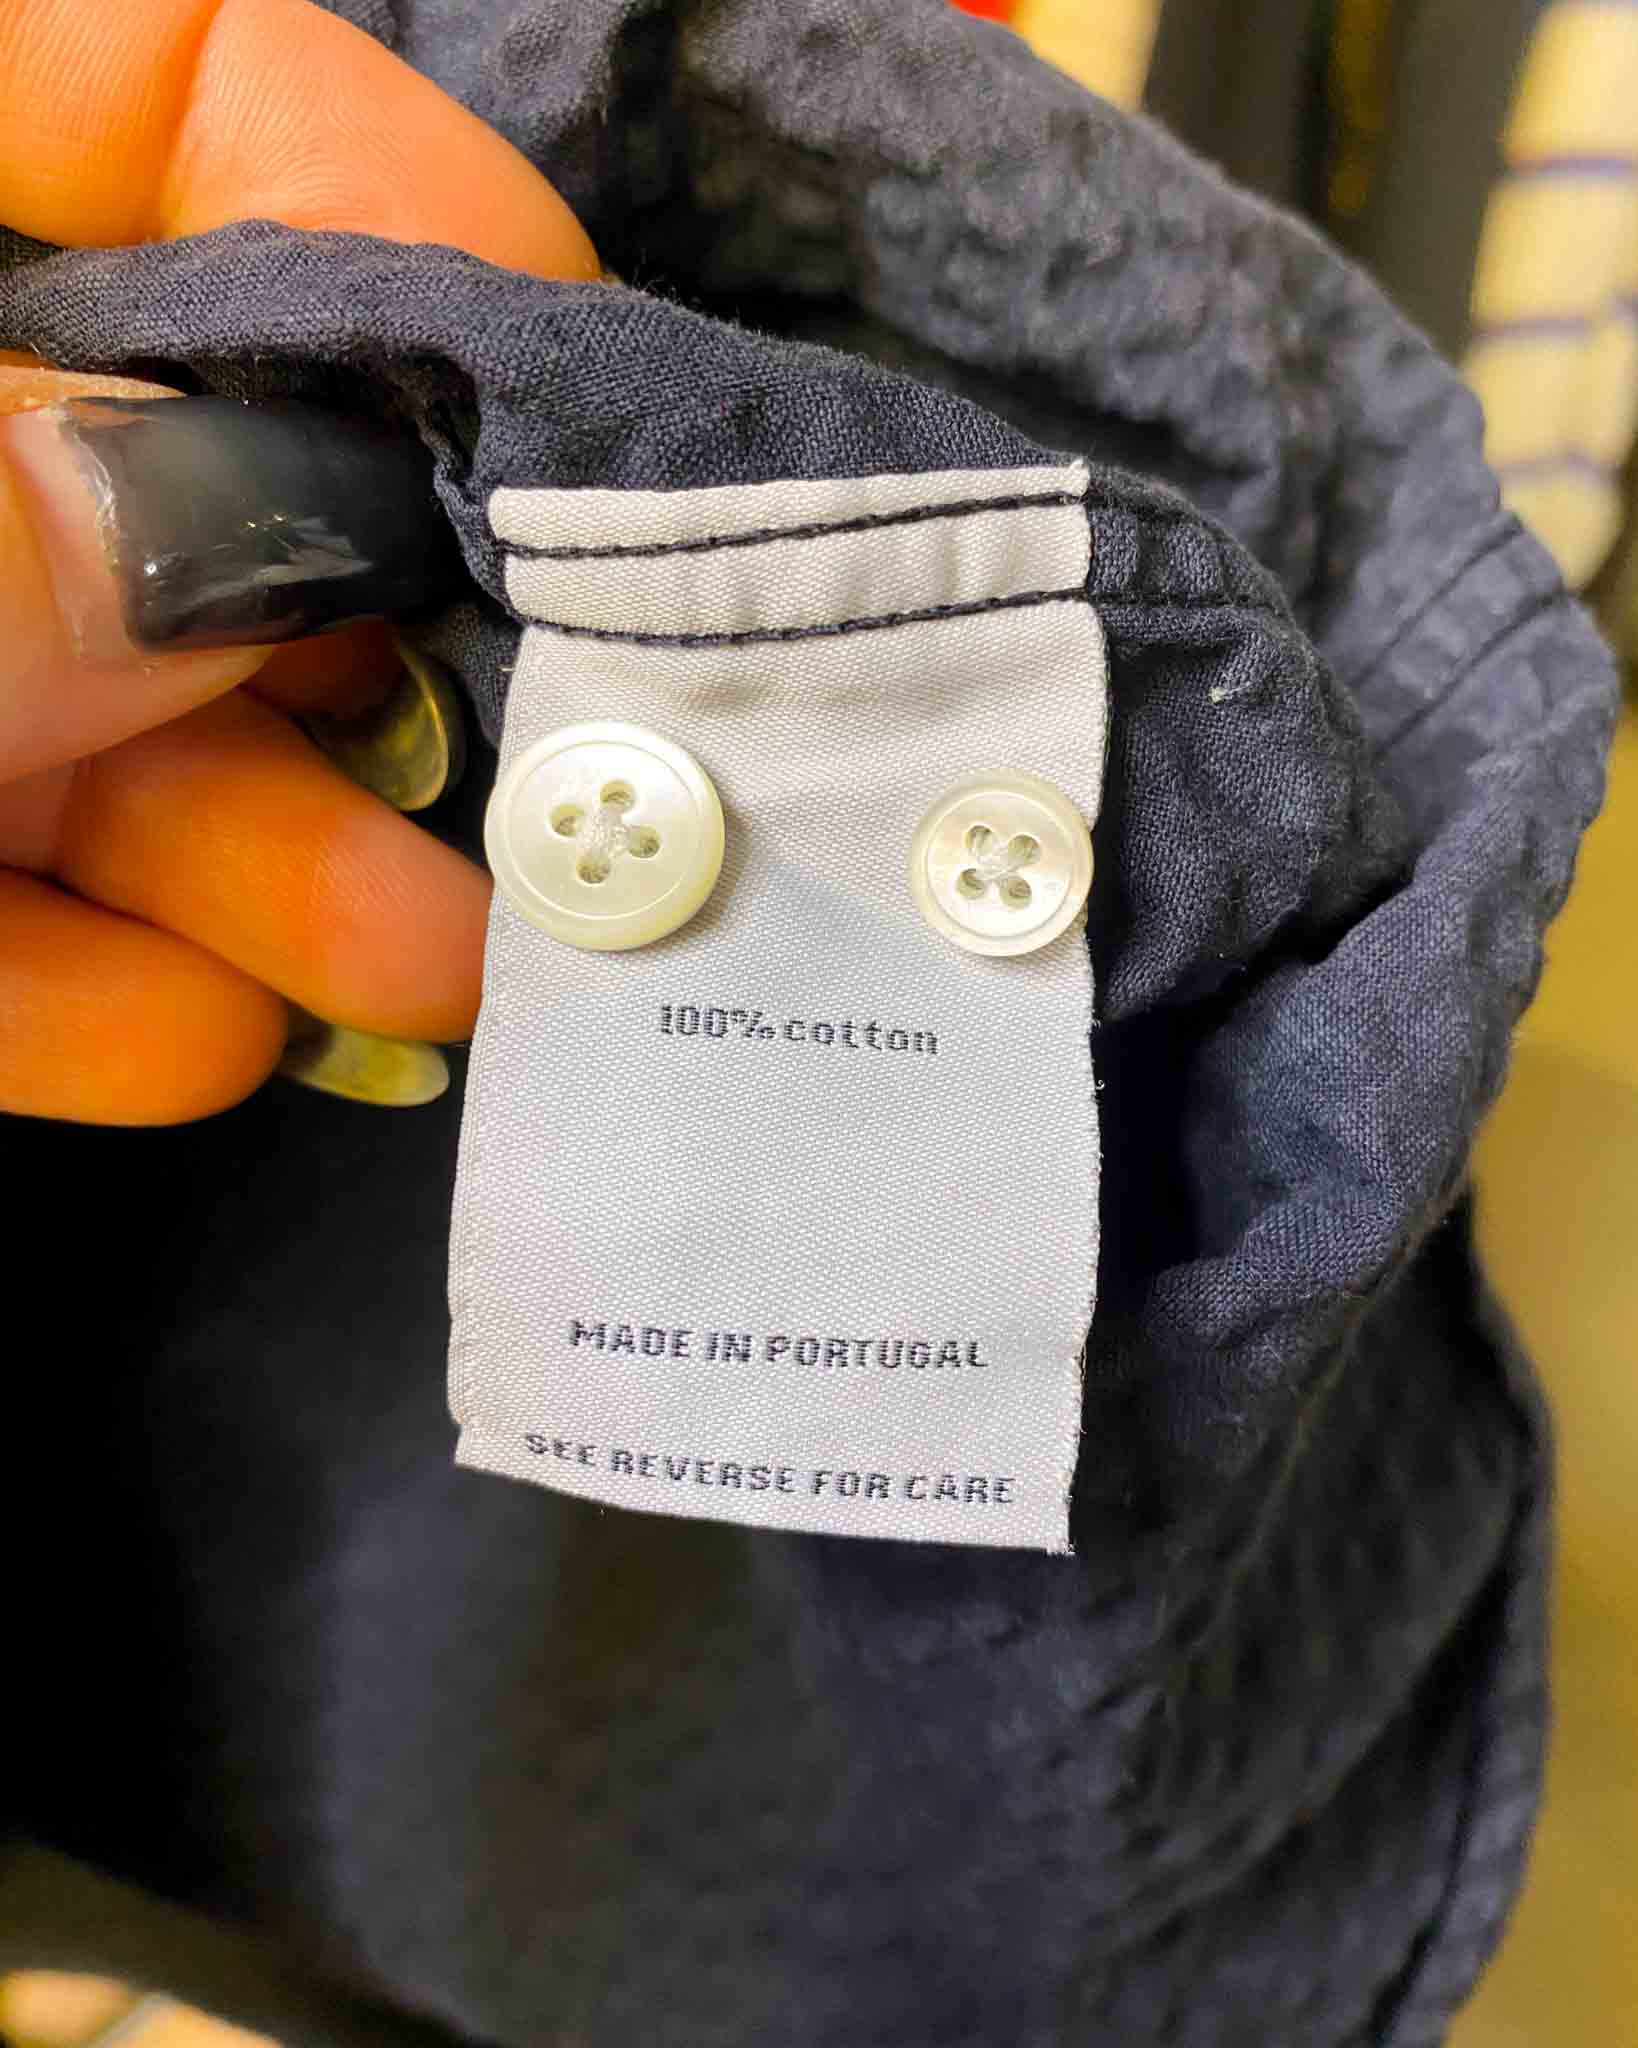 100% cotton
MADE IN PORTUGAL
SEE REVERSE FOR CARE